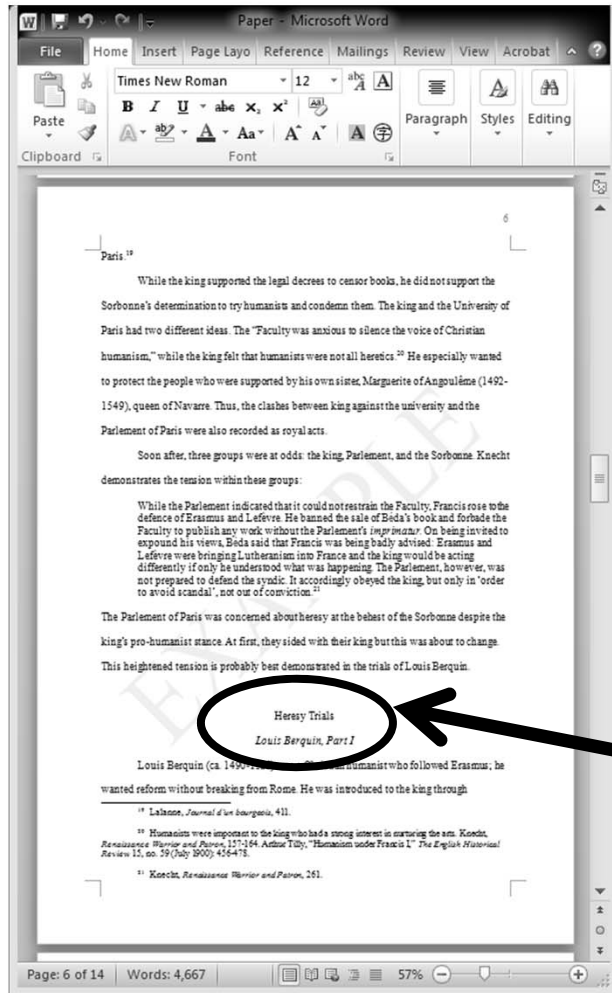 Paper - Microsoft Word
File Home Insert Page Layo Reference Mailings Review View Acrobat
Times New Roman 12
Paste
Paragraph Styles Editing
Clipboard Font
6
Paris.19
While the king supported the legal decrees to censor books, he did not support the
Sorbonne's determination to try humanists and condemn them. The king and the University of
Paris had two different ideas. The "Faculty was anxious to silence the voice of Christian
humanism," while the king felt that humanists were not all heretics.20 He especially wanted
to protect the people who were supported by his own sister, Marguerite of Angoulême (1492-
1549), queen of Navarre. Thus, the clashes between king against the university and the
Parlement of Paris were also recorded as royal acts.
Soon after, three groups were at odds: the king, Parlement, and the Sorbonne. Knecht
demonstrates the tension within these groups:
While the Parlement indicated that it could not restrain the Faculty, Francis rose to the
defence of Erasmus and Lefèvre. He banned the sale of Béda's book and forbade the
Faculty to publish any work without the Parlement's imprimatur. On being invited to
expound his views, Béda said that Francis was being badly advised: Erasmus and
Lefèvre were bringing Lutheranism into France and the king would be acting
differently if only he understood what was happening. The Parlement, however, was
not prepared to defend the syndic. It accordingly obeyed the king, but only in 'order
to avoid scandal', not out of conviction.21
The Parlement of Paris was concerned about heresy at the behest of the Sorbonne despite the
king's pro-humanist stance. At first, they sided with their king but this was about to change.
This heightened tension is probably best demonstrated in the trials of Louis Berquin.
EXAMPLE
Heresy Trials
Louis Berquin, Part I
Louis Berquin (ca. 1490- humanist who followed Erasmus; he
wanted reform without breaking from Rome. He was introduced to the king through
19 Lalanne, Journal d'un bourgeois, 411.
20 Humanists were important to the king who had a strong interest in nurturing the arts. Knecht,
Renaissance Warrior and Patron, 157-164. Arthur Tilly, "Humanism under Francis I," The English Historical
Review 15, no. 59 (July 1900): 456-478.
21 Knecht, Renaissance Warrior and Patron, 261.
Page: 6 of 14 Words: 4,667 57%